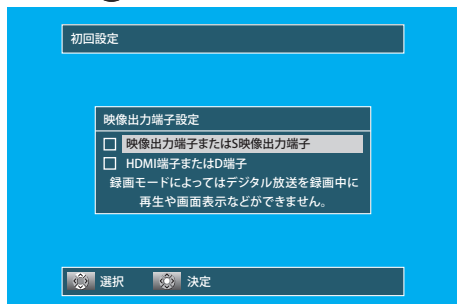 初回設定
映像出力端子設定
映像出力端子またはS映像出力端子
HDMI端子またはD端子
録画モードによってはデジタル放送を録画中に
再生や画面表示などができません。
選択 決定